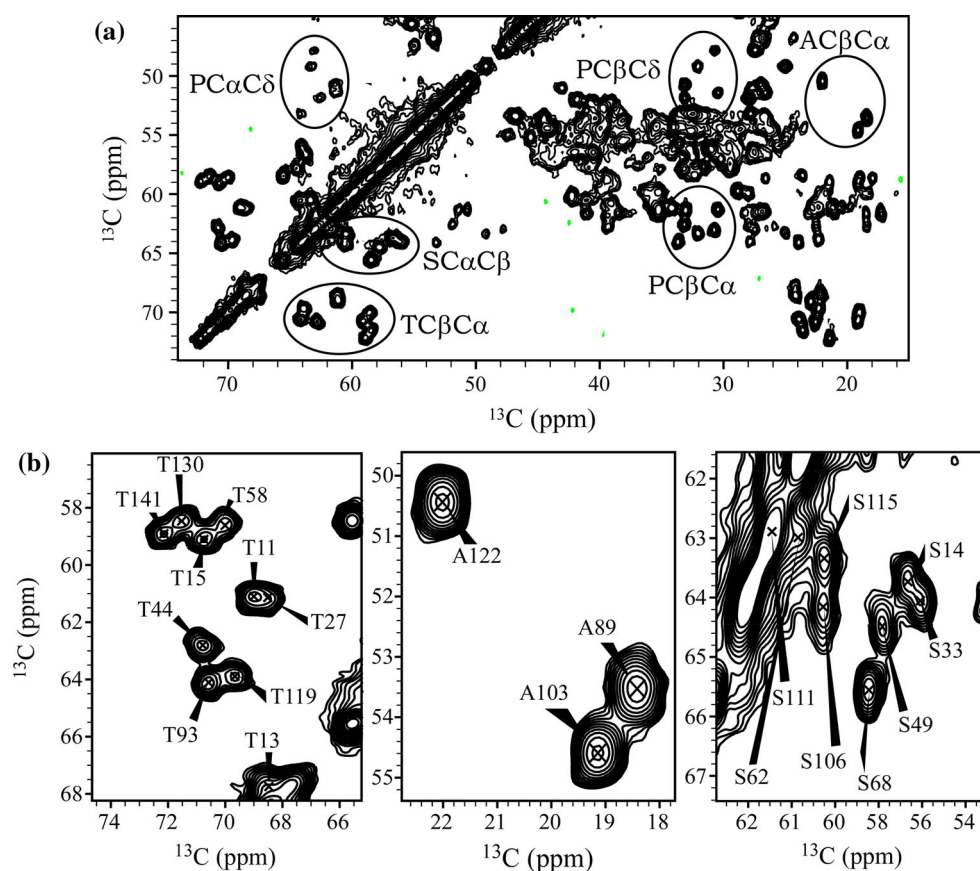 (a)
PCαCδ
PCβCδ
ACβCα
SCαCβ
TCβCα
PCβCα
50
55
60
65
70
¹³C (ppm)
70 60 50 40 30 20
¹³C (ppm)
(b)
T130
T141
T58
T15
T11
T27
T44
T119
T93
T13
58
60
62
64
66
68
¹³C (ppm)
74 72 70 68 66
¹³C (ppm)
A122
A89
A103
50
51
52
53
54
55
22 21 20 19 18
¹³C (ppm)
S115
S14
S33
S49
S111
S106
S62
S68
62
63
64
65
66
67
62 61 60 59 58 57 56 55 54
¹³C (ppm)